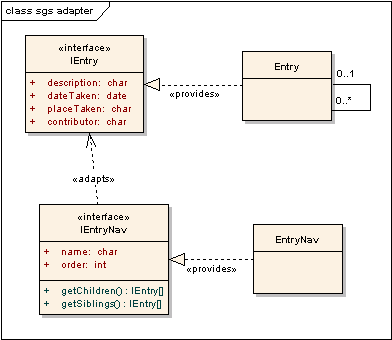 class sgs adapter
«interface»
IEntry
+ description: char
+ dateTaken: date
+ placeTaken: char
+ contributor: char
Entry
0..1
0..*
«provides»
«adapts»
«interface»
IEntryNav
+ name: char
+ order: int
+ getChildren() : IEntry[]
+ getSiblings() : IEntry[]
EntryNav
«provides»